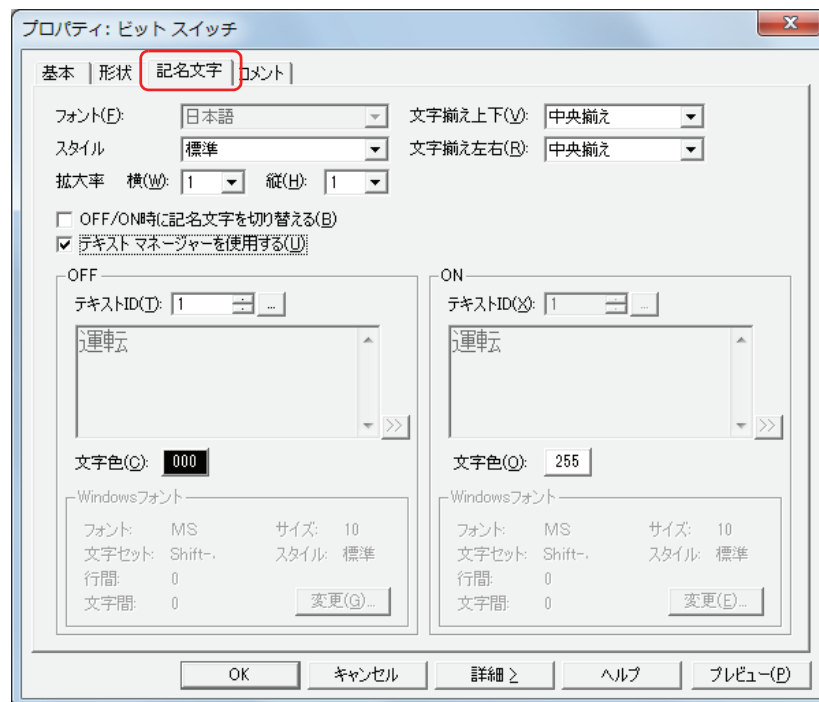 プロパティ: ビット スイッチ
基本 形状 記名文字 コメント
フォント(F): 日本語 文字揃え上下(V): 中央揃え
スタイル 標準 文字揃え左右(R): 中央揃え
拡大率 横(W): 1 縦(H): 1
OFF/ON時に記名文字を切り替える(B)
テキスト マネージャーを使用する(U)
OFF ON
テキストID(T): 1 ... テキストID(X): 1 ...
運転 運転
>> >>
文字色(C): 000 文字色(O): 255
Windowsフォント Windowsフォント
フォント: MS サイズ: 10 フォント: MS サイズ: 10
文字セット: Shift-. スタイル: 標準 文字セット: Shift-. スタイル: 標準
行間: 0 行間: 0
文字間: 0 変更(G)... 文字間: 0 変更(E)...
OK キャンセル 詳細 > ヘルプ プレビュー(P)